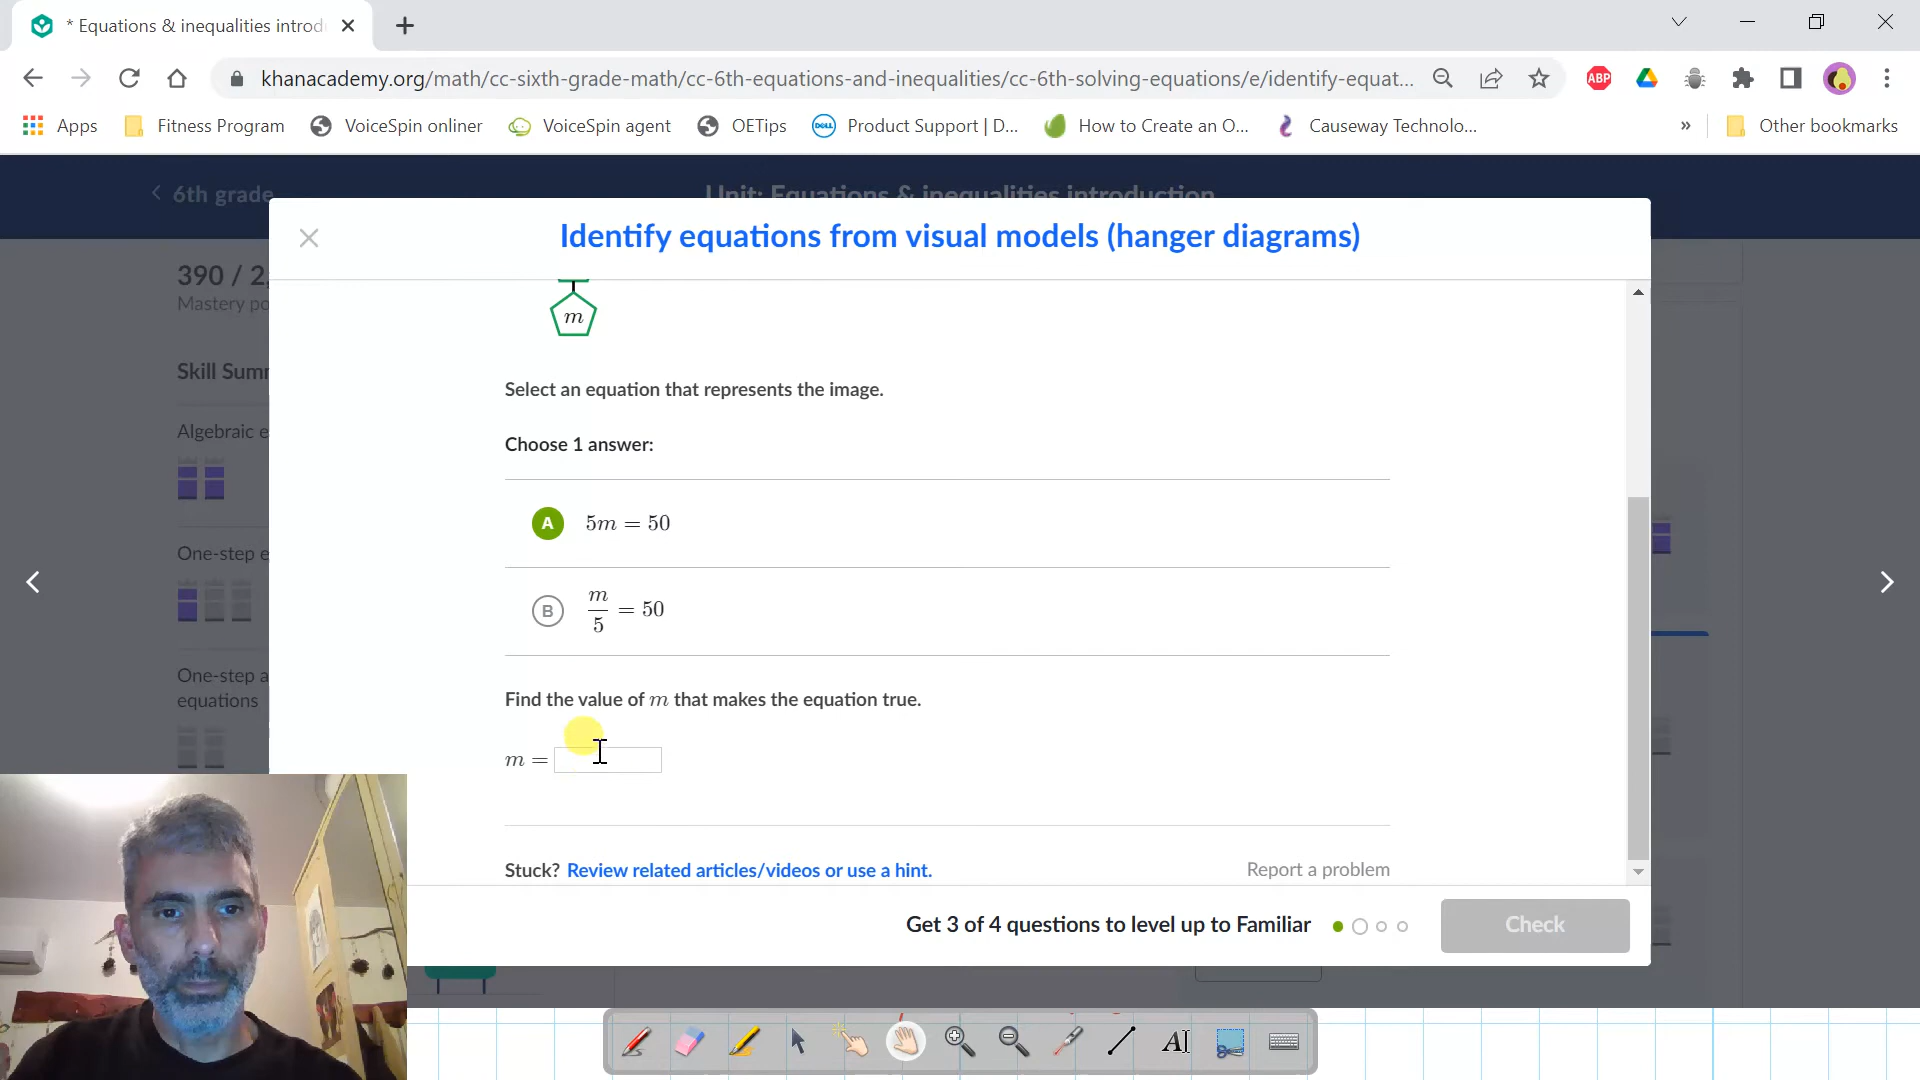 * Equations & inequalities introd
khanacademy.org/math/cc-sixth-grade-math/cc-6th-equations-and-inequalities/cc-6th-solving-equations/e/identify-equat...
ABP
Apps
Fitness Program
VoiceSpin onliner
VoiceSpin agent
OETips
DELL
Product Support | D...
How to Create an O...
Causeway Technolo...
»
Other bookmarks
6th grade
Unit: Equations & inequalities introduction
Identify equations from visual models (hanger diagrams)
390 / 2,
Mastery po
Skill Sum
Algebraic e
One-step e
One-step a
equations
m
Select an equation that represents the image.
Choose 1 answer:
A 5m = 50
B m/5 = 50
Find the value of m that makes the equation true.
m =
Stuck? Review related articles/videos or use a hint.
Report a problem
Get 3 of 4 questions to level up to Familiar
Check
A